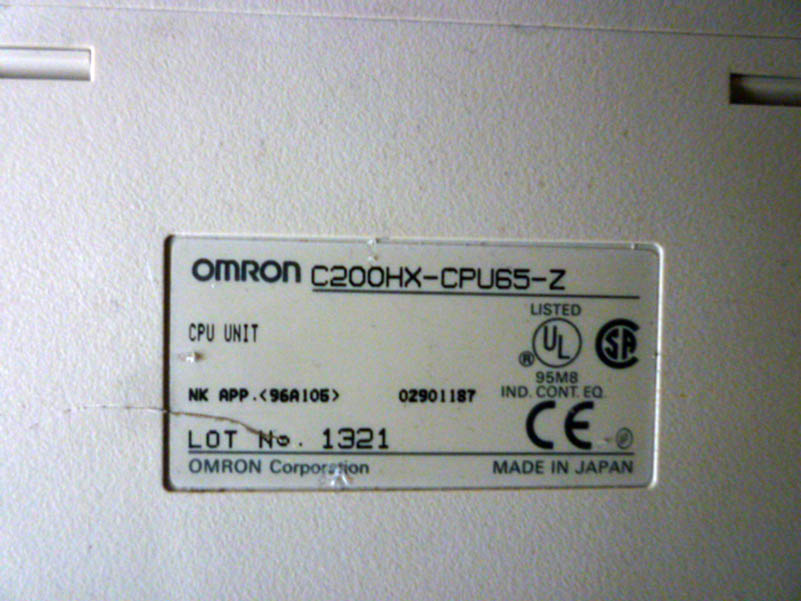 OMRON C200HX-CPU65-Z
CPU UNIT
LISTED
UL
®
SA
95M8
IND. CONT. EQ.
NK APP.<96A105> 02901187
CE
LOT No. 1321
OMRON Corporation MADE IN JAPAN